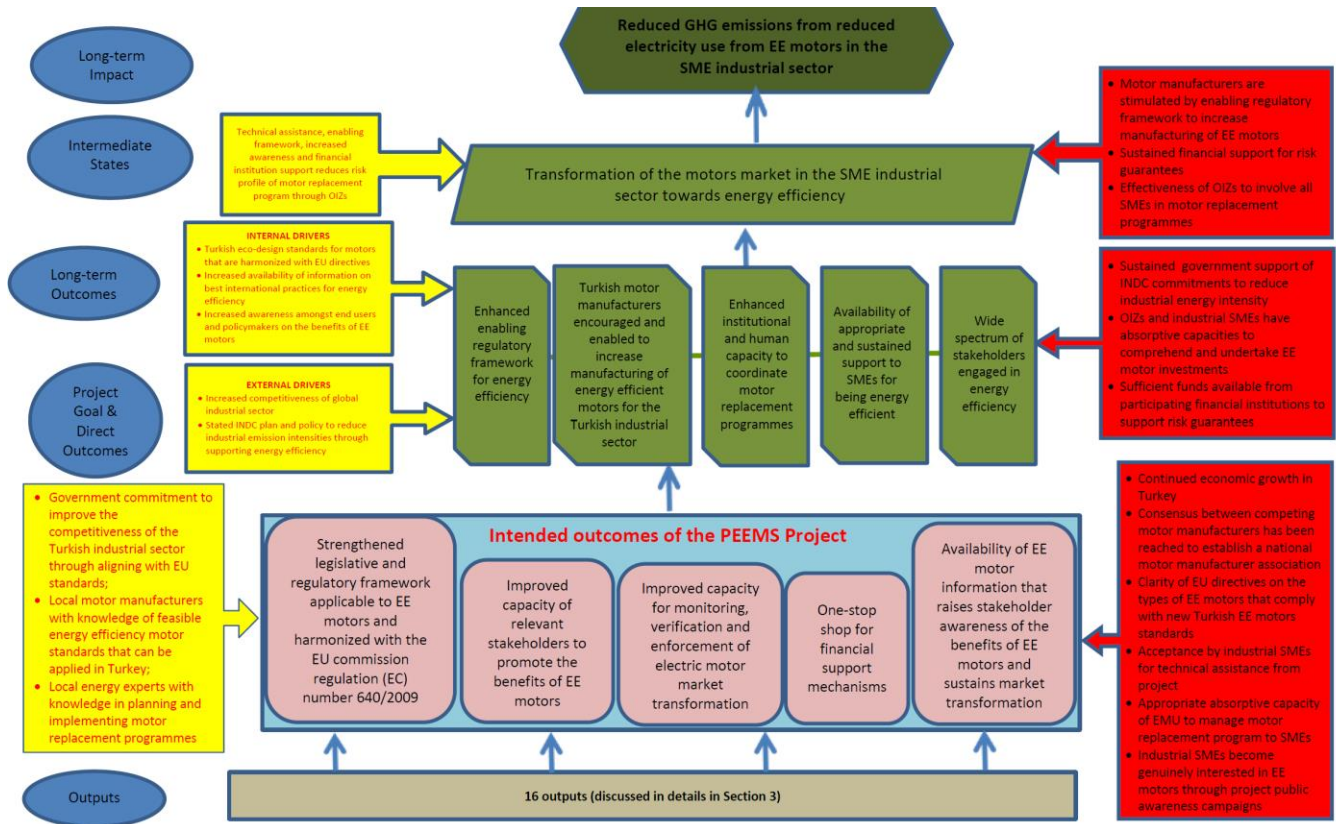 Reduced GHG emissions from reduced
electricity use from EE motors in the
SME industrial sector
Long-term
Impact
Intermediate
States
Technical assistance, enabling
framework, increased
awareness and financial
institution support reduces risk
profile of motor replacement
program through OIZs
Transformation of the motors market in the SME industrial
sector towards energy efficiency
• Motor manufacturers are
stimulated by enabling regulatory
framework to increase
manufacturing of EE motors
• Sustained financial support for risk
guarantees
• Effectiveness of OIZs to involve all
SMEs in motor replacement
programmes
Long-term
Outcomes
INTERNAL DRIVERS
• Turkish eco-design standards for motors
that are harmonized with EU directives
• Increased availability of information on
best international practices for energy
efficiency
• Increased awareness amongst end users
and policymakers on the benefits of EE
motors
Enhanced
enabling
regulatory
framework
for energy
efficiency
Turkish motor
manufacturers
encouraged and
enabled to
increase
manufacturing of
energy efficient
motors for the
Turkish industrial
sector
Enhanced
institutional
and human
capacity to
coordinate
motor
replacement
programmes
Availability of
appropriate
and sustained
support to
SMEs for
being energy
efficient
Wide
spectrum of
stakeholders
engaged in
energy
efficiency
• Sustained government support of
INDC commitments to reduce
industrial energy intensity
• OIZs and industrial SMEs have
absorptive capacities to
comprehend and undertake EE
motor investments
• Sufficient funds available from
participating financial institutions to
support risk guarantees
Project
Goal &
Direct
Outcomes
EXTERNAL DRIVERS
• Increased competitiveness of global
industrial sector
• Stated INDC plan and policy to reduce
industrial emission intensities through
supporting energy efficiency
• Government commitment to
improve the
competitiveness of the
Turkish industrial sector
through aligning with EU
standards;
• Local motor manufacturers
with knowledge of feasible
energy efficiency motor
standards that can be
applied in Turkey;
• Local energy experts with
knowledge in planning and
implementing motor
replacement programmes
Intended outcomes of the PEEMS Project
Strengthened
legislative and
regulatory framework
applicable to EE
motors and
harmonized with the
EU commission
regulation (EC)
number 640/2009
Improved
capacity of
relevant
stakeholders to
promote the
benefits of EE
motors
Improved capacity
for monitoring,
verification and
enforcement of
electric motor
market
transformation
One-stop
shop for
financial
support
mechanisms
Availability of EE
motor
information that
raises stakeholder
awareness of the
benefits of EE
motors and
sustains market
transformation
• Continued economic growth in
Turkey
• Consensus between competing
motor manufacturers has been
reached to establish a national
motor manufacturer association
• Clarity of EU directives on the
types of EE motors that comply
with new Turkish EE motors
standards
• Acceptance by industrial SMEs
for technical assistance from
project
• Appropriate absorptive capacity
of EMU to manage motor
replacement program to SMEs
• Industrial SMEs become
genuinely interested in EE
motors through project public
awareness campaigns
Outputs
16 outputs (discussed in details in Section 3)